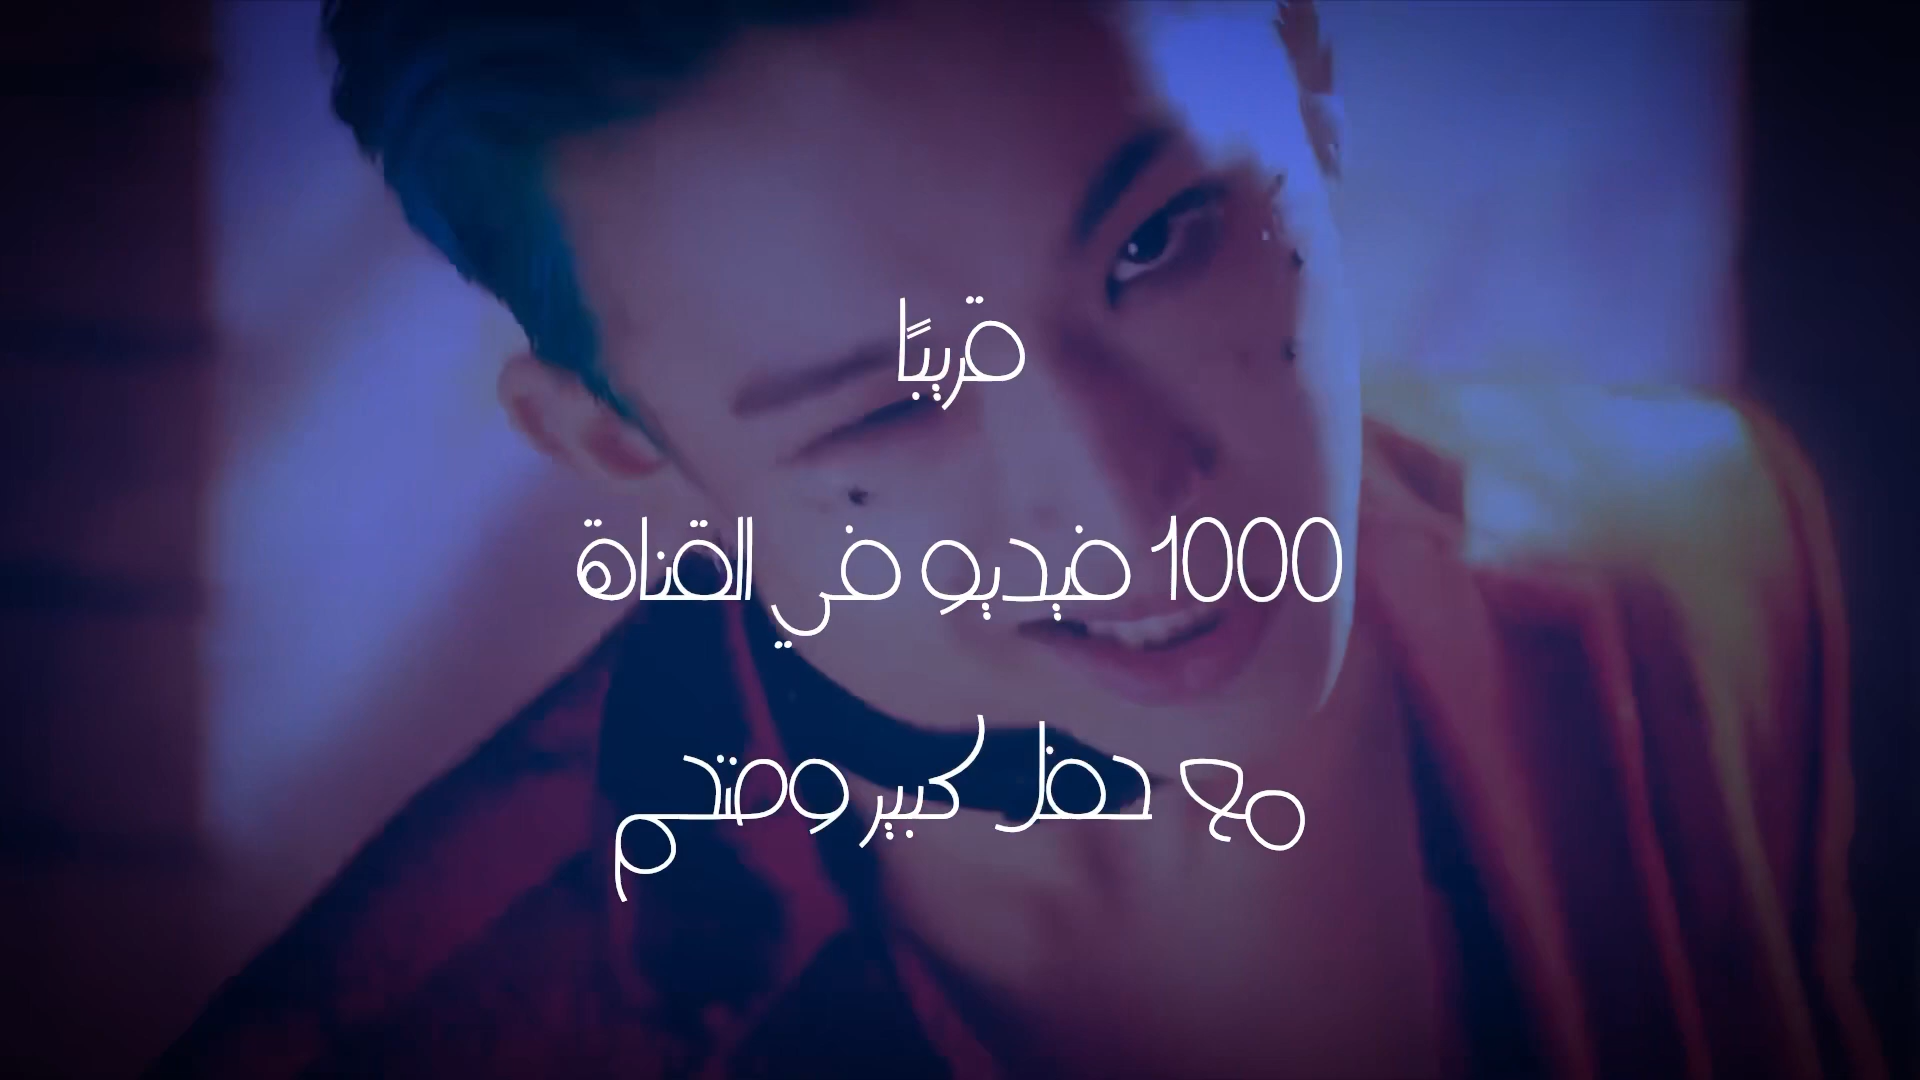 قريبًا
1000 فيديو في القناة
مع حفل كبير وضخم